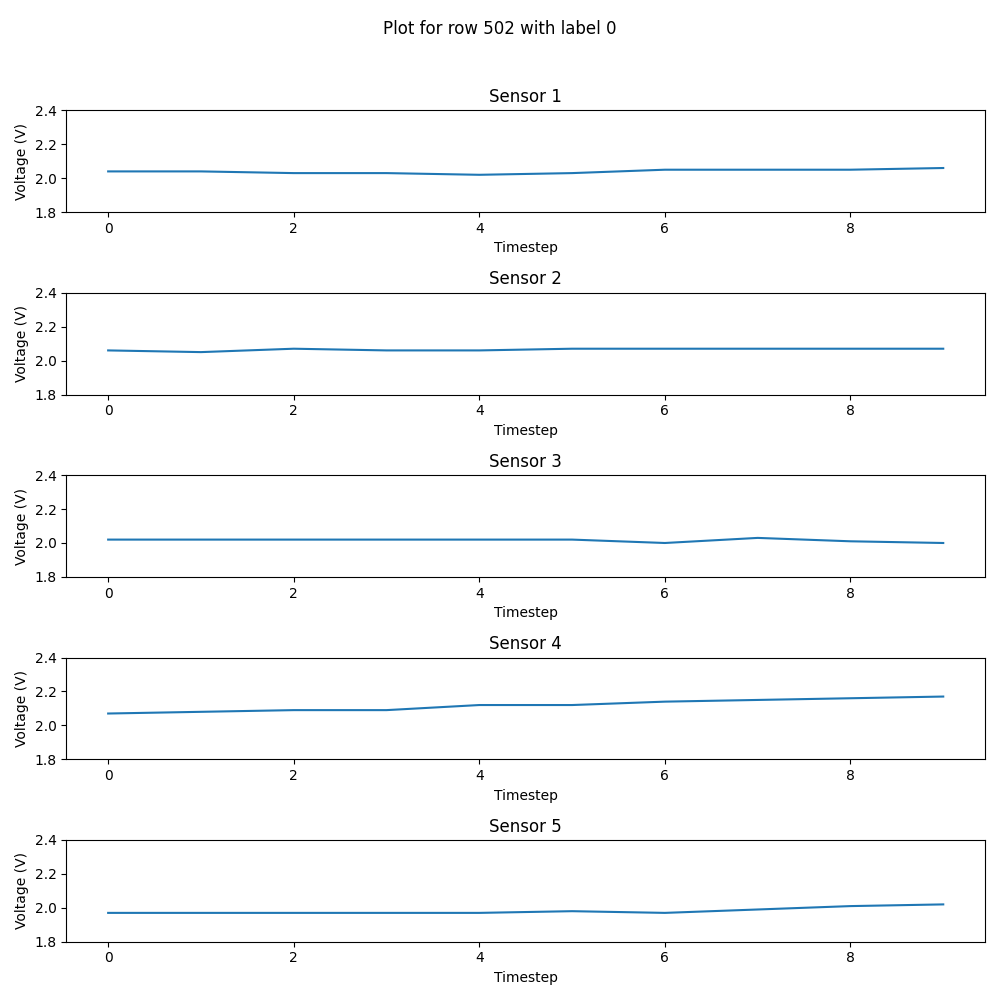 Plot for row 502 with label 0
Sensor 1
Voltage (V)
2.4
2.2
2.0
1.8
0 2 4 6 8
Timestep
Sensor 2
Voltage (V)
2.4
2.2
2.0
1.8
0 2 4 6 8
Timestep
Sensor 3
Voltage (V)
2.4
2.2
2.0
1.8
0 2 4 6 8
Timestep
Sensor 4
Voltage (V)
2.4
2.2
2.0
1.8
0 2 4 6 8
Timestep
Sensor 5
Voltage (V)
2.4
2.2
2.0
1.8
0 2 4 6 8
Timestep